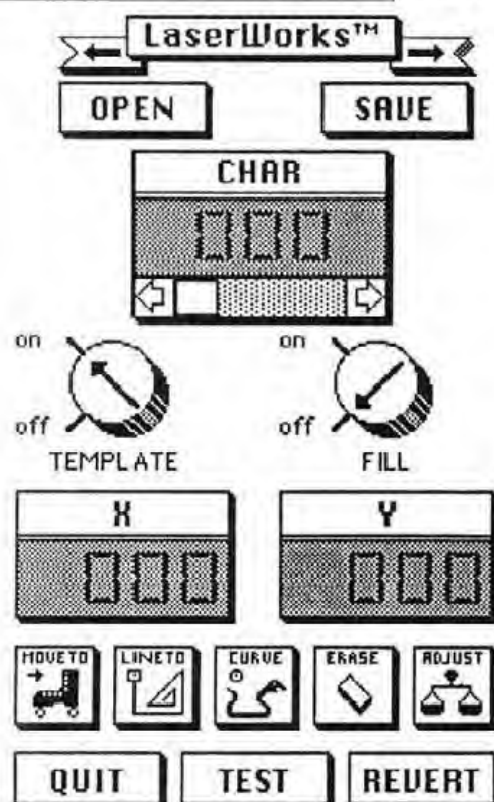 LaserWorks™
OPEN SAVE
CHAR
000
on on
off off
TEMPLATE FILL
X Y
000 000
MOVETO LINETO CURVE ERASE ADJUST
QUIT TEST REVERT